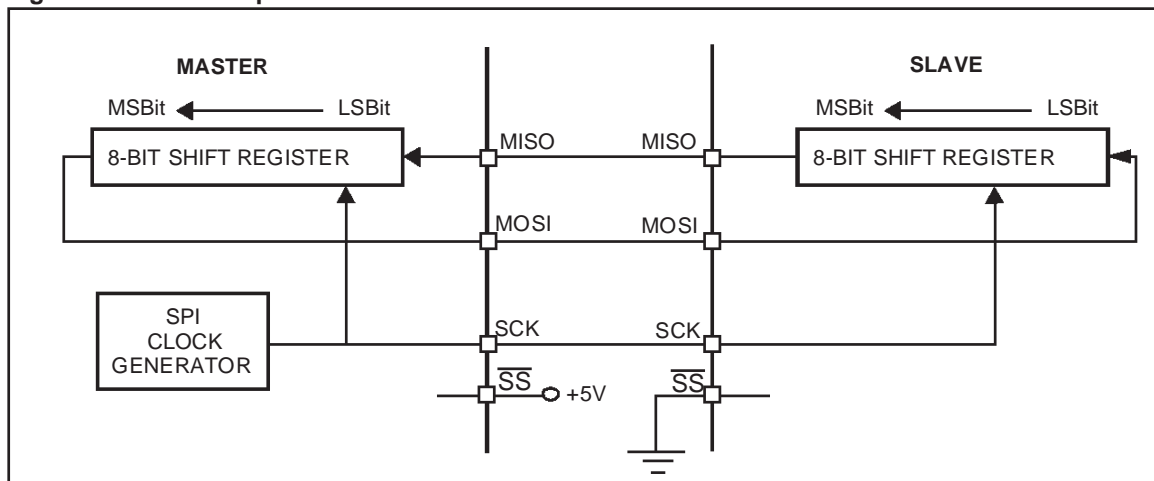 MASTER
SLAVE
MSBit LSBit
MSBit LSBit
8-BIT SHIFT REGISTER
MISO MISO
8-BIT SHIFT REGISTER
MOSI MOSI
SPI
CLOCK
GENERATOR
SCK SCK
SS +5V
SS